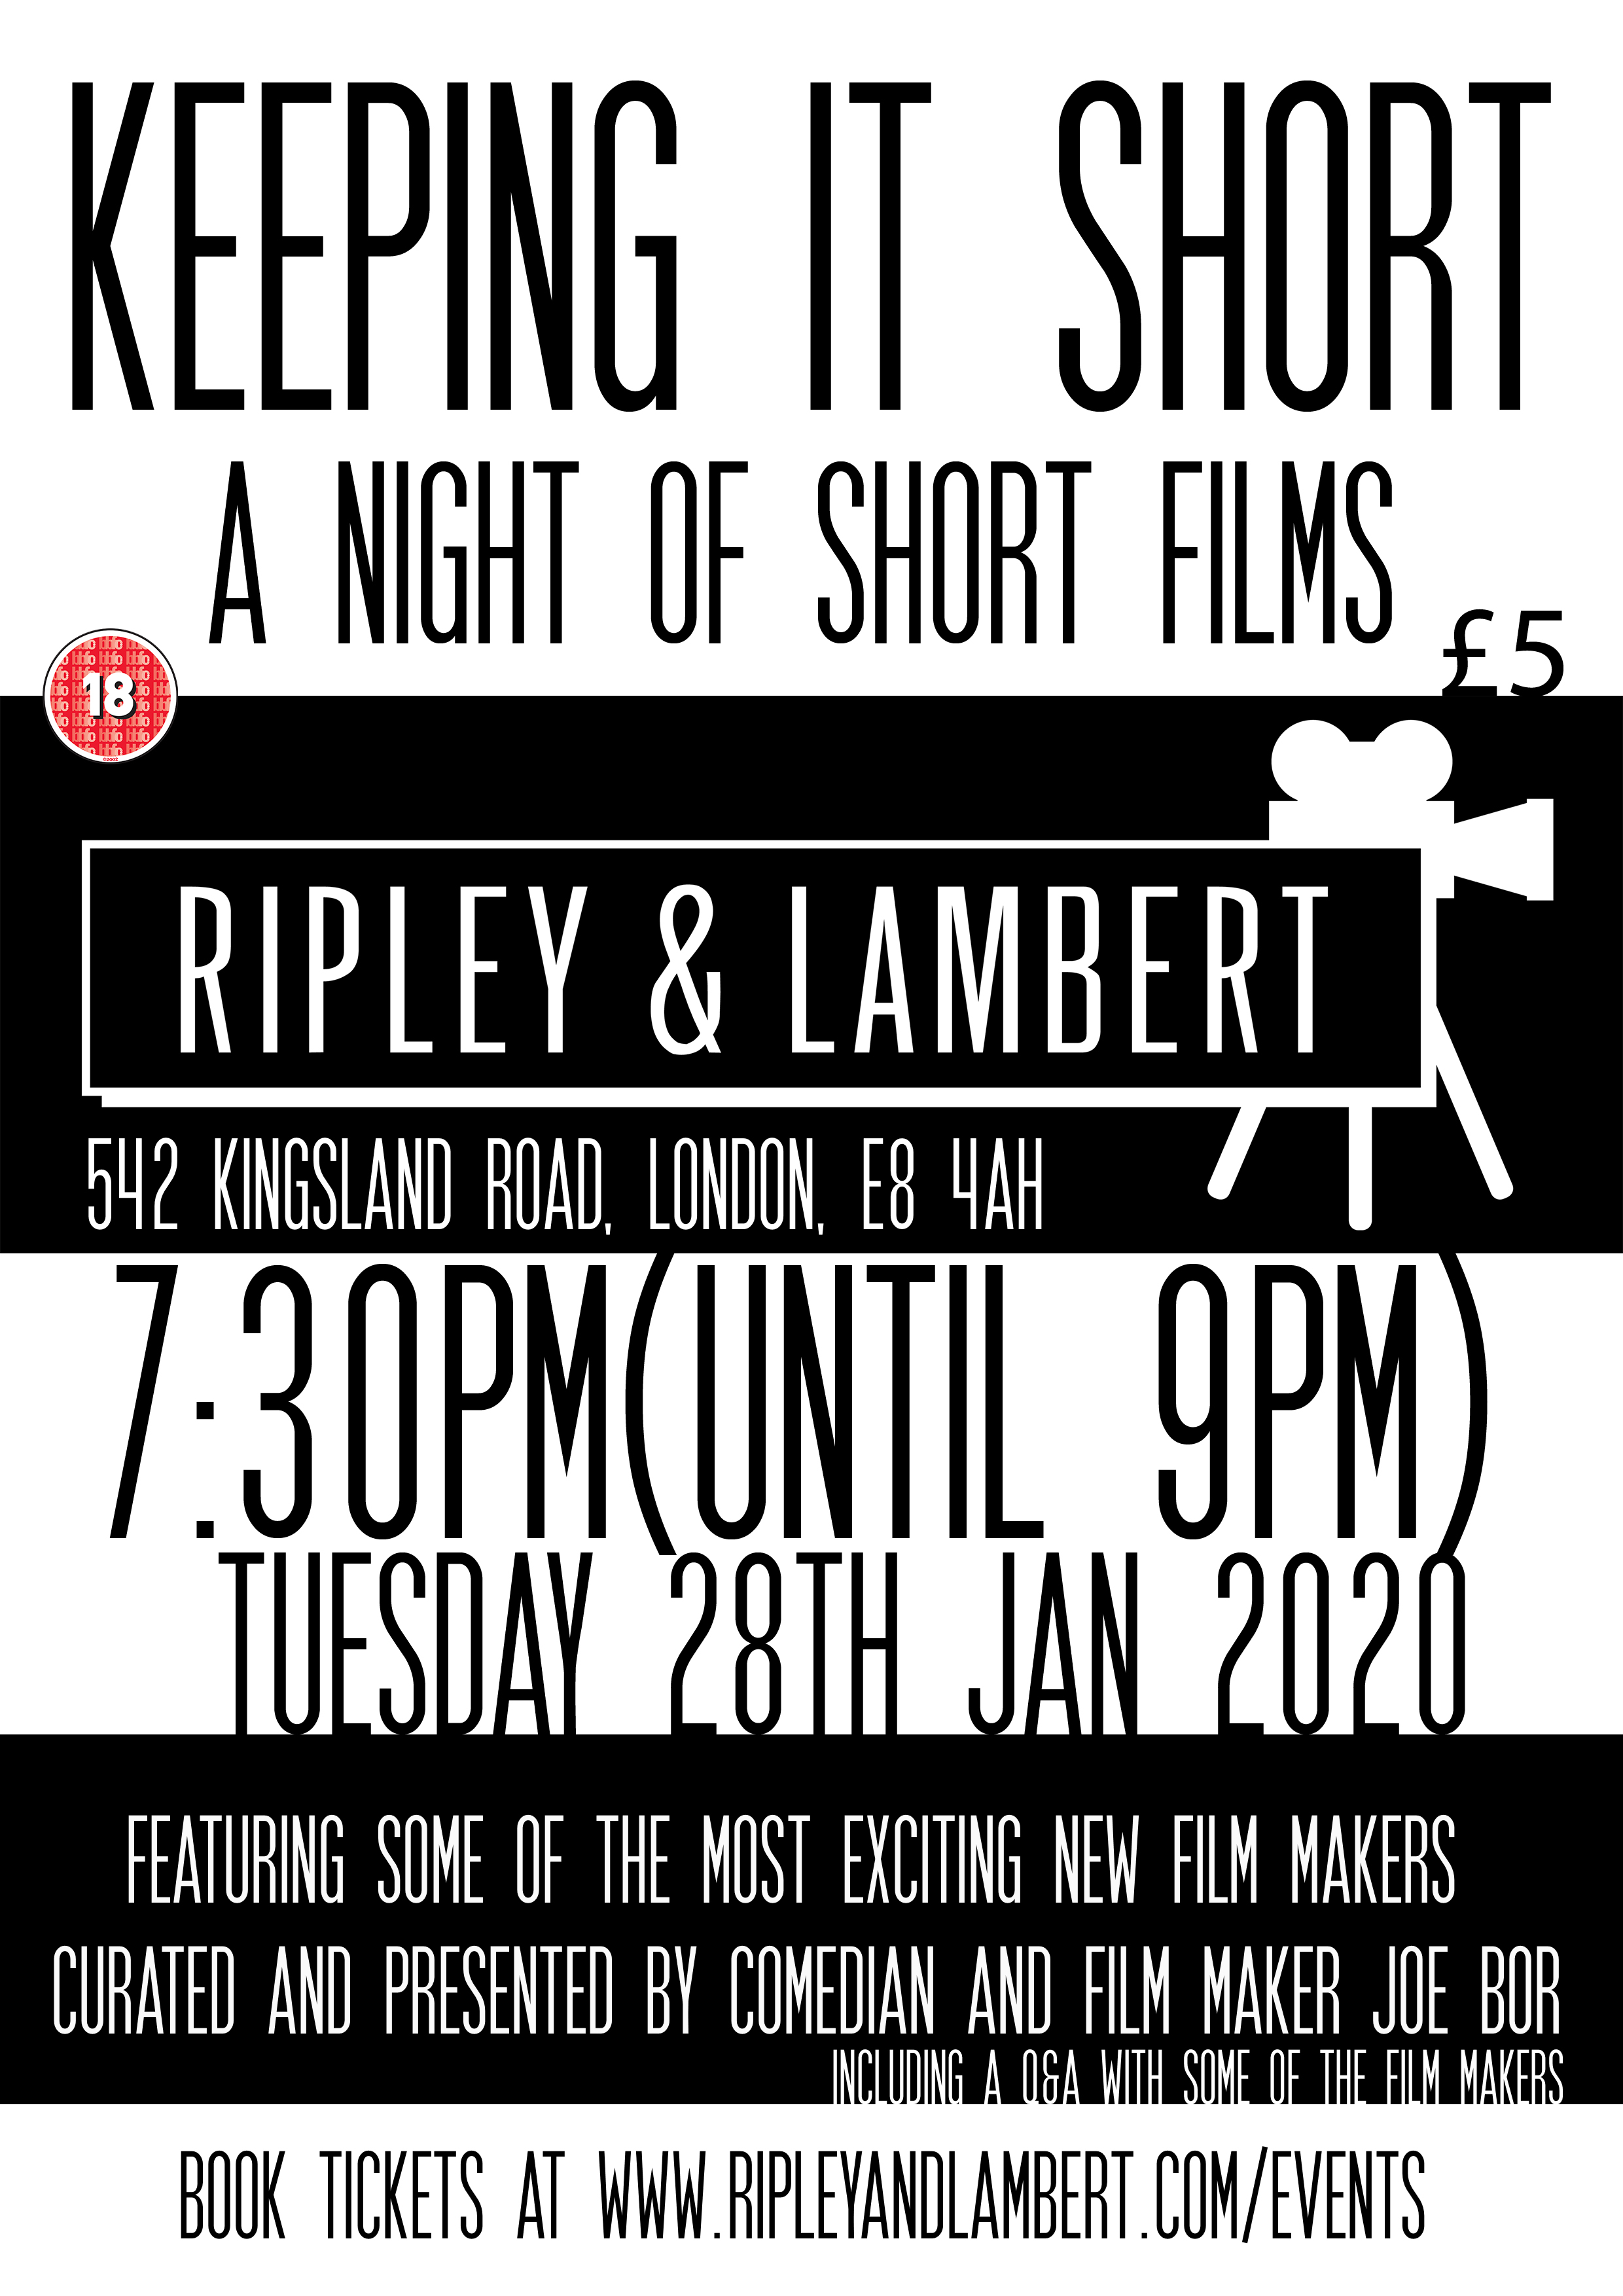 KEEPING IT SHORT
A NIGHT OF SHORT FILMS
£5
18
RIPLEY & LAMBERT
542 KINGSLAND ROAD, LONDON, E8 4AH
7:30PM(UNTIL 9PM)
TUESDAY 28TH JAN 2020
FEATURING SOME OF THE MOST EXCITING NEW FILM MAKERS
CURATED AND PRESENTED BY COMEDIAN AND FILM MAKER JOE BOR
INCLUDING A Q&A WITH SOME OF THE FILM MAKERS
BOOK TICKETS AT WWW.RIPLEYANDLAMBERT.COM/EVENTS